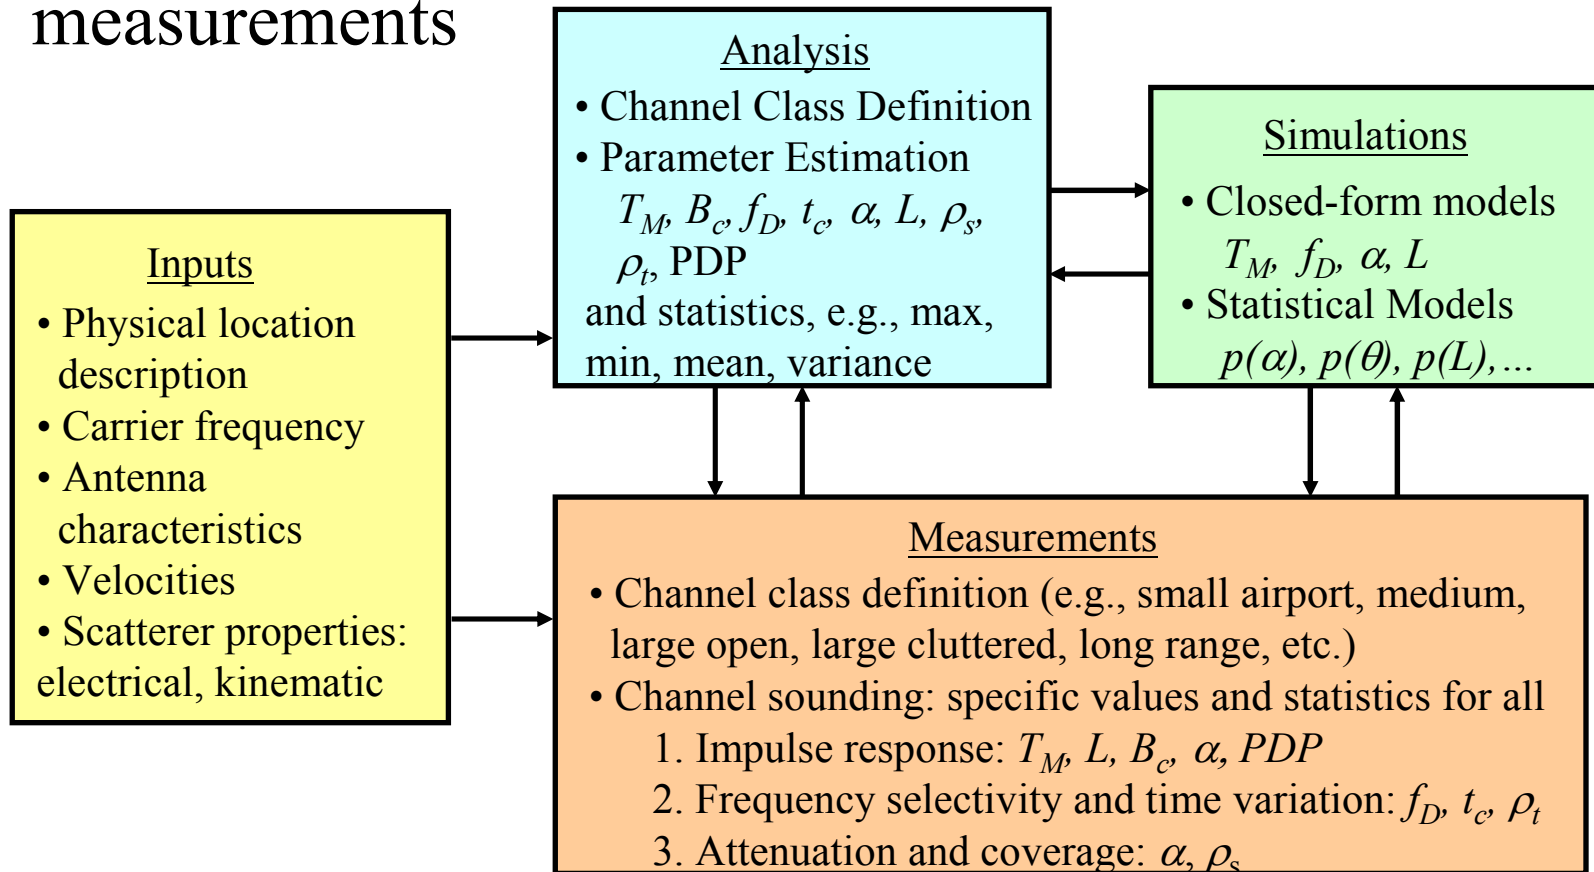 measurements
Analysis
• Channel Class Definition
• Parameter Estimation
T_M, B_c, f_D, t_c, α, L, ρ_s,
ρ_t, PDP
and statistics, e.g., max,
min, mean, variance
Simulations
• Closed-form models
T_M, f_D, α, L
• Statistical Models
p(α), p(θ), p(L),…
Inputs
• Physical location
description
• Carrier frequency
• Antenna
characteristics
• Velocities
• Scatterer properties:
electrical, kinematic
Measurements
• Channel class definition (e.g., small airport, medium,
large open, large cluttered, long range, etc.)
• Channel sounding: specific values and statistics for all
1. Impulse response: T_M, L, B_c, α, PDP
2. Frequency selectivity and time variation: f_D, t_c, ρ_t
3. Attenuation and coverage: α, ρ_s